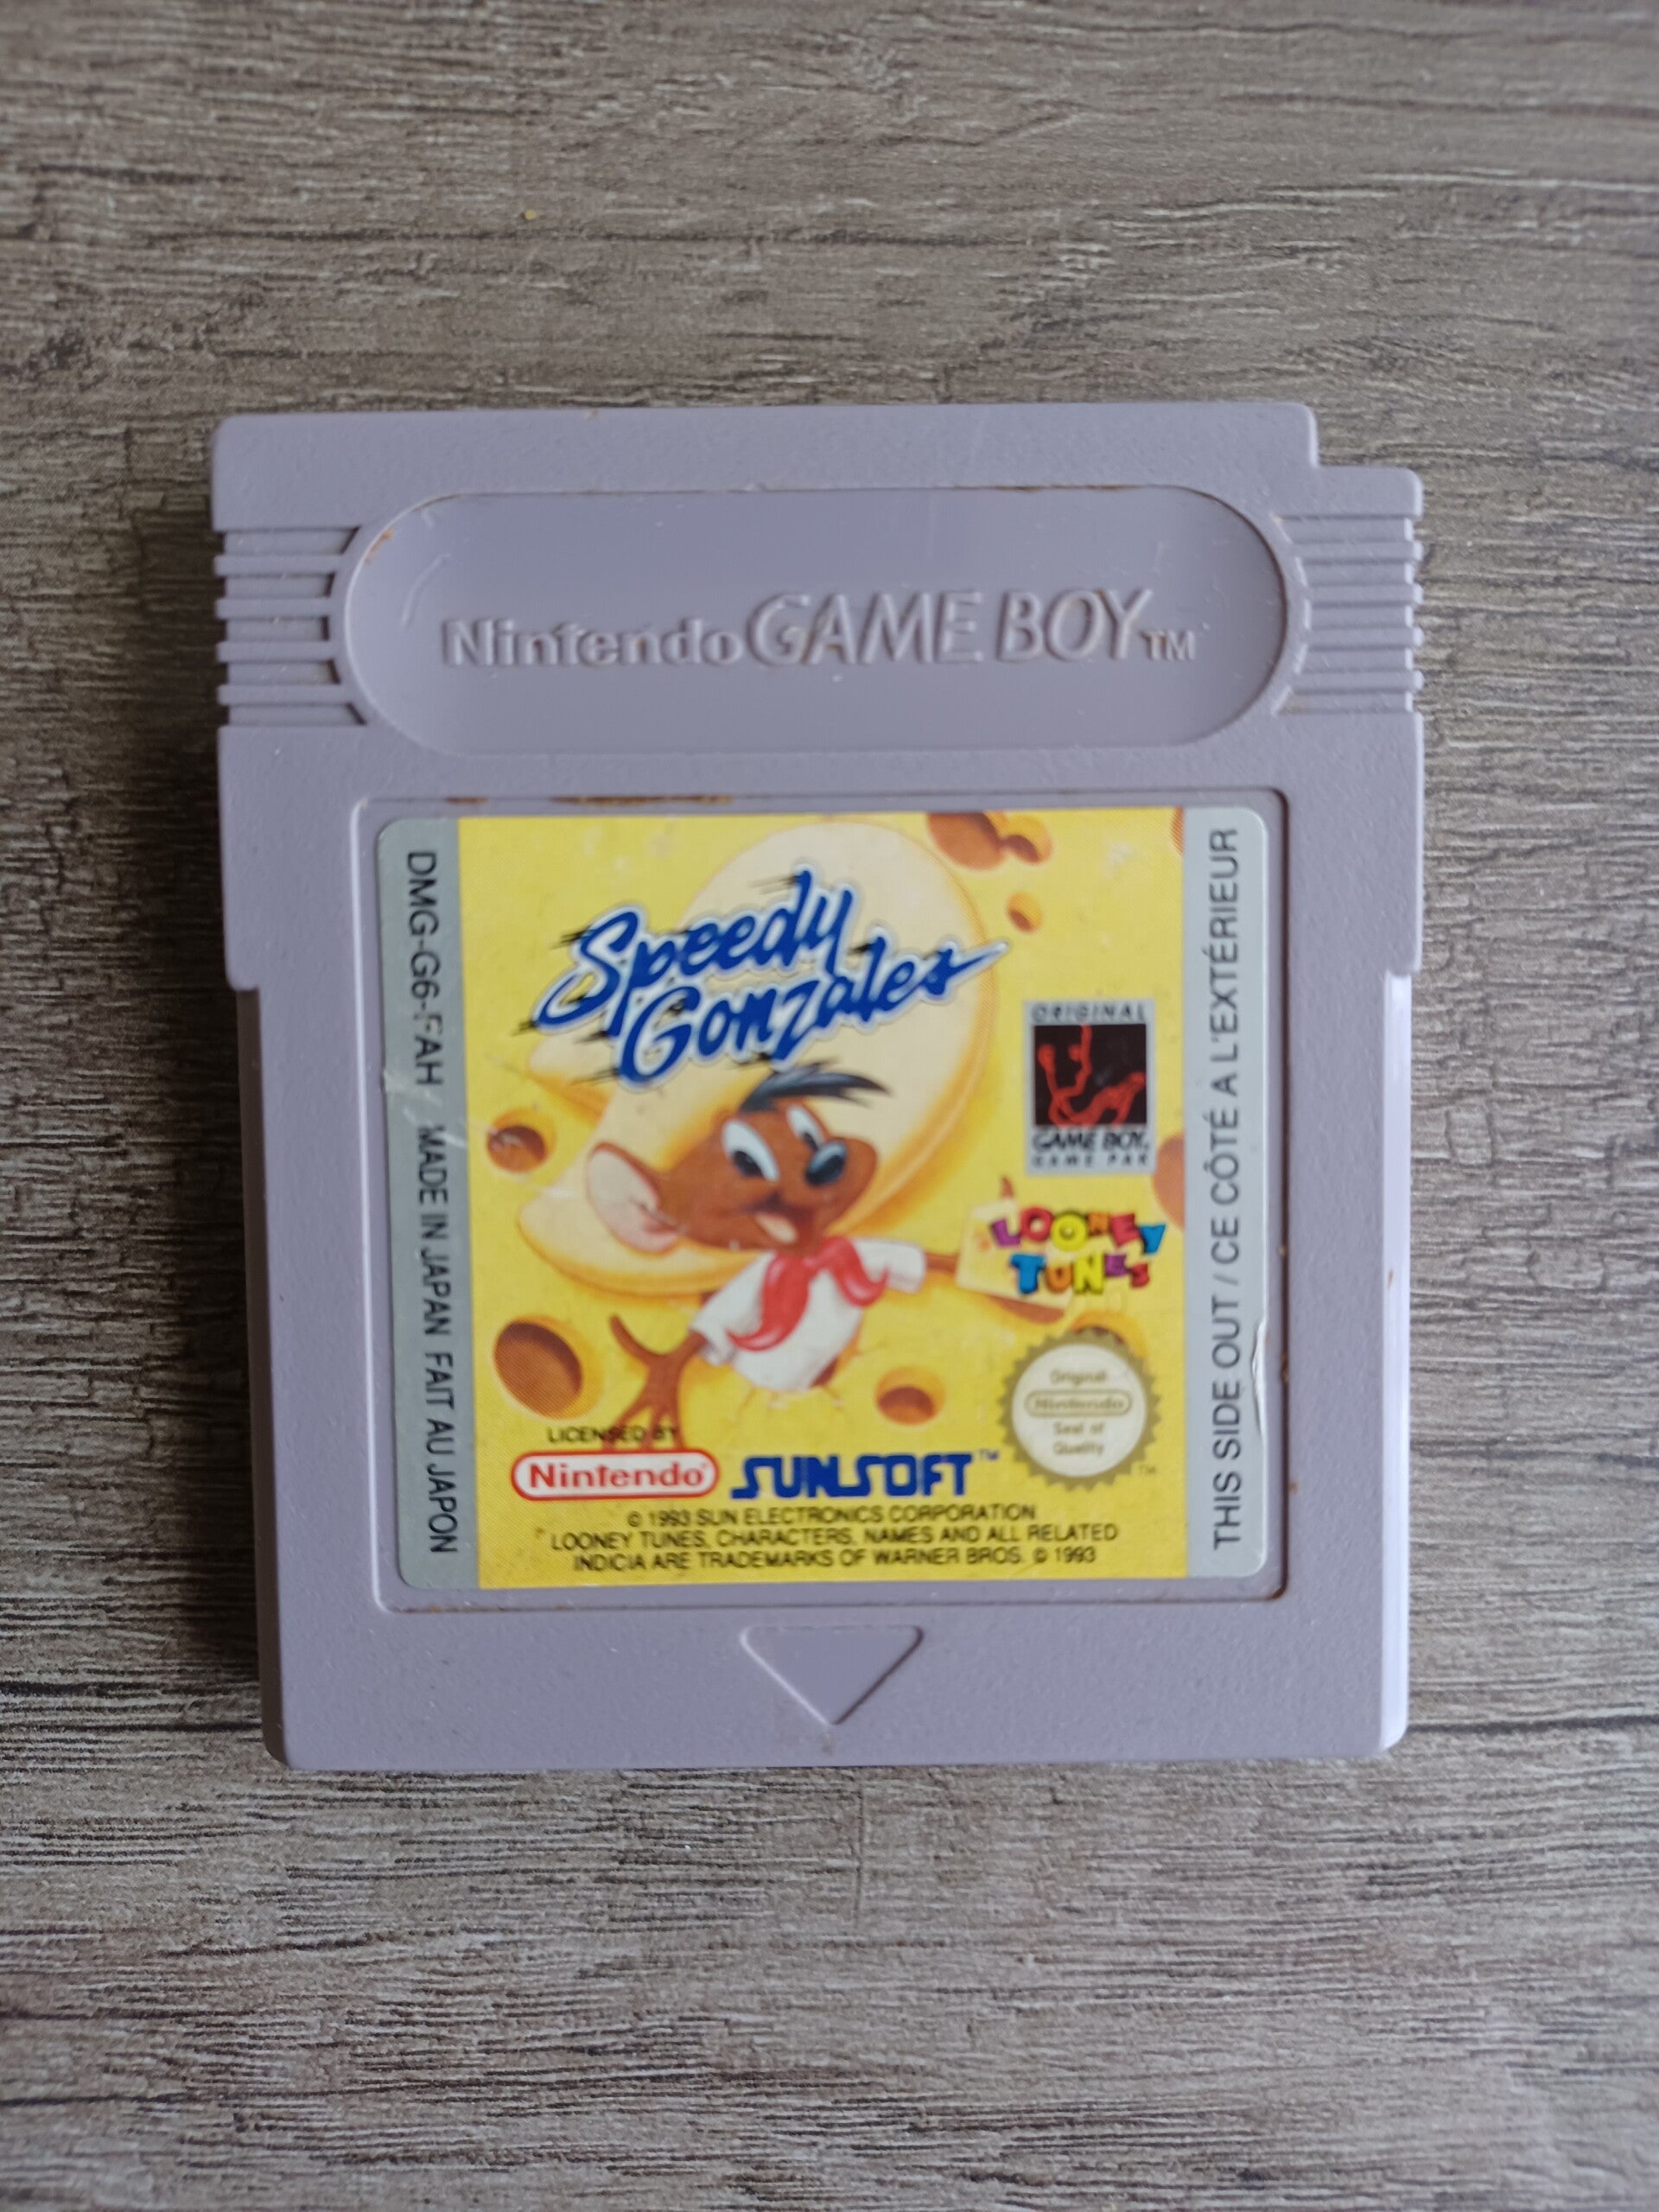 Nintendo GAME BOY TM
DMG-G6-FAH MADE IN JAPAN FAIT AU JAPON
Speedy
Gonzales
ORIGINAL
GAME BOY
GAME PAK
LOONEY
TUNES
Original
Nintendo
Seal of
Quality
TM
LICENSED BY
Nintendo
SUNSOFT™
© 1993 SUN ELECTRONICS CORPORATION
LOONEY TUNES, CHARACTERS, NAMES AND ALL RELATED
INDICIA ARE TRADEMARKS OF WARNER BROS. © 1993
THIS SIDE OUT / CE CÔTÉ A L'EXTÉRIEUR